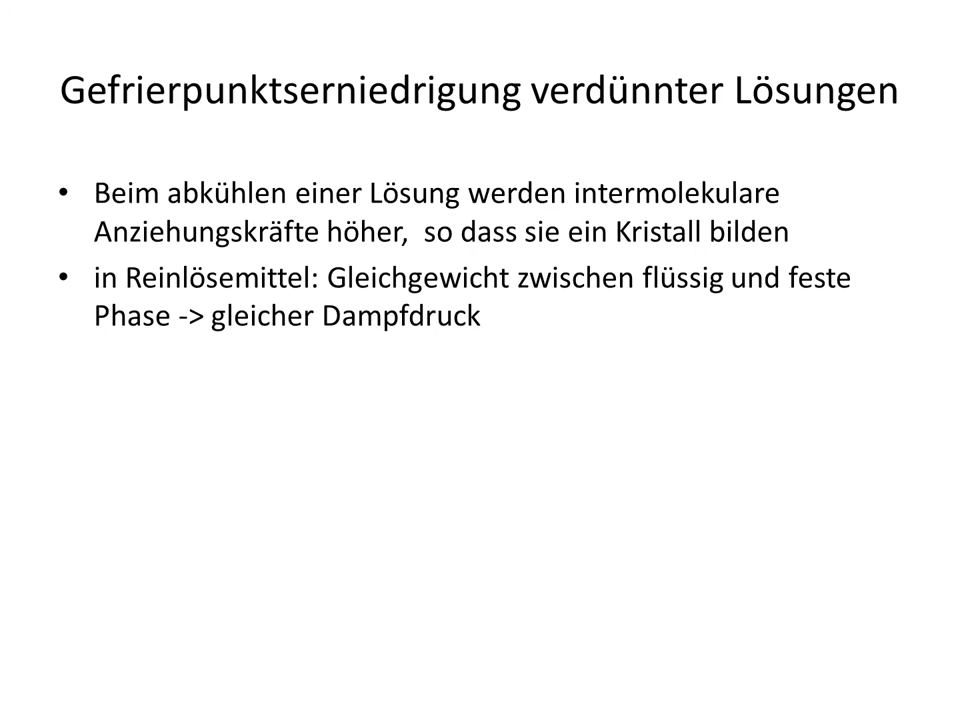 Gefrierpunktserniedrigung verdünnter Lösungen
• Beim abkühlen einer Lösung werden intermolekulare
Anziehungskräfte höher,  so dass sie ein Kristall bilden
• in Reinlösemittel: Gleichgewicht zwischen flüssig und feste
Phase -> gleicher Dampfdruck